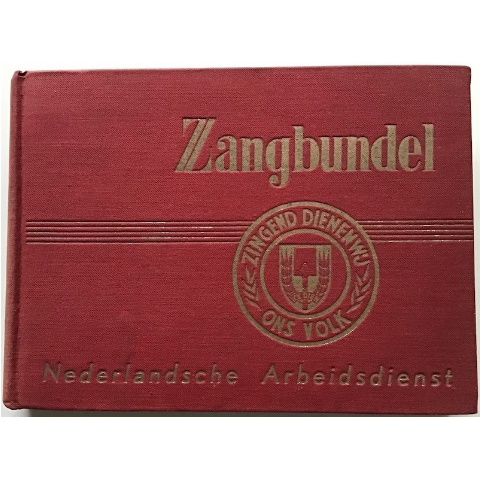 Zangbundel
ZINGEND DIENEN WIJ
ONS VOLK
Nederlandsche Arbeidsdienst